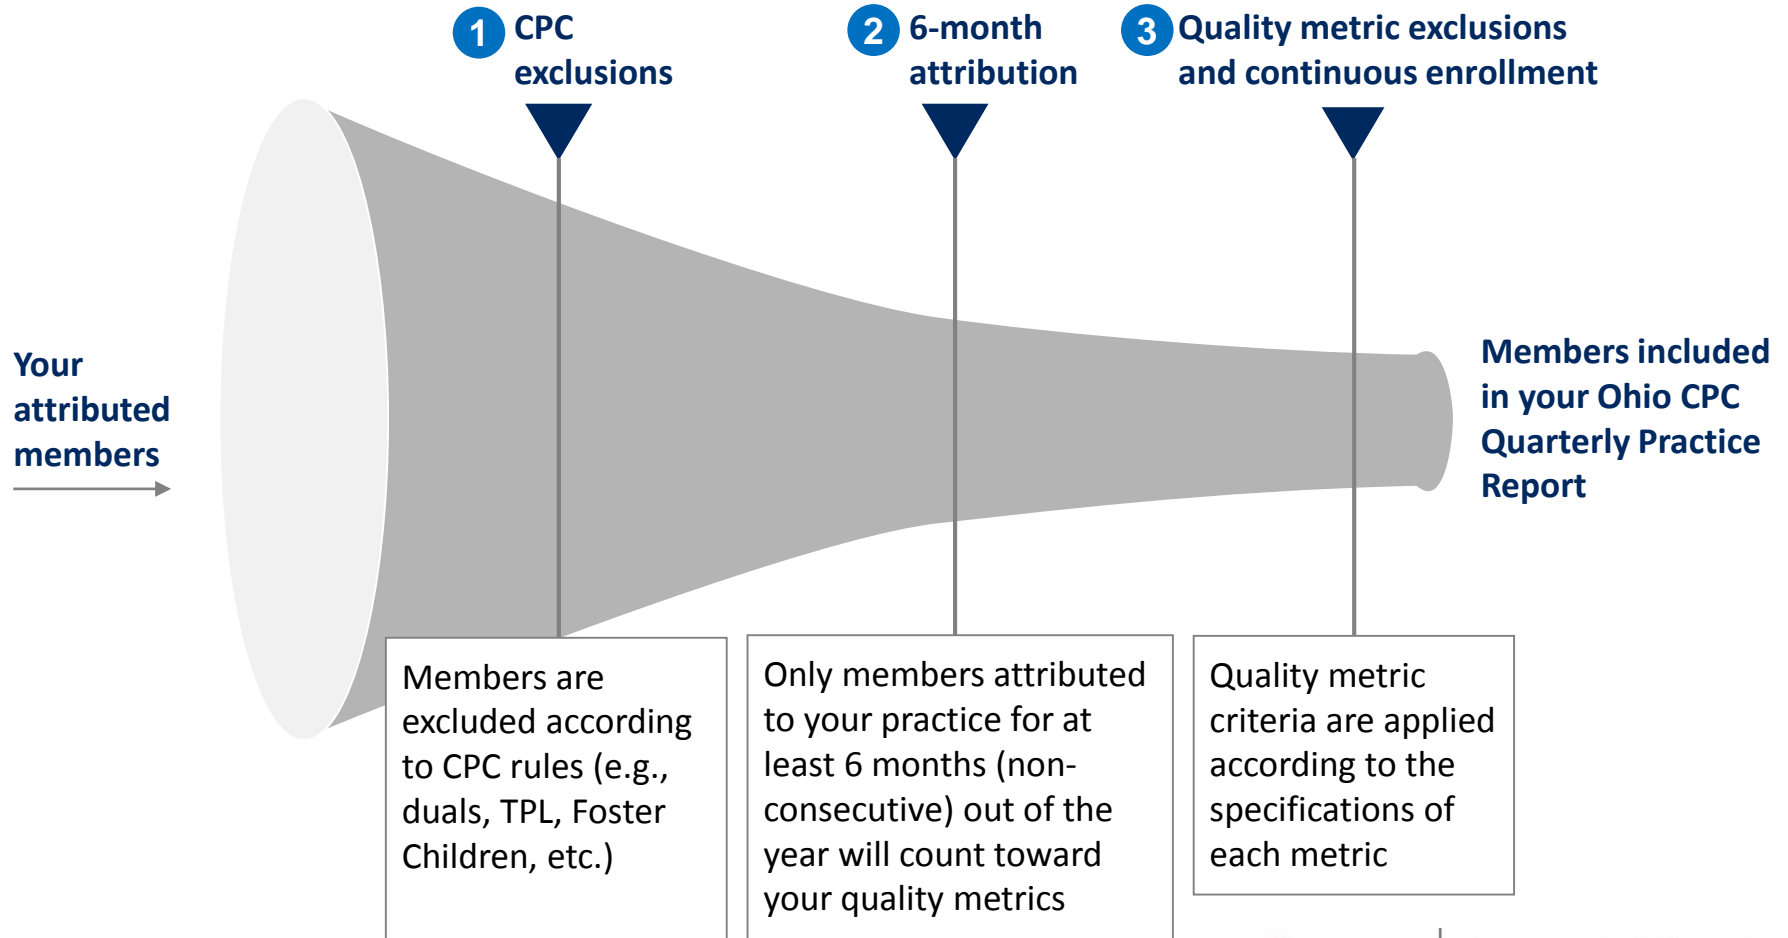 1 CPC
exclusions
2 6-month
attribution
3 Quality metric exclusions
and continuous enrollment
Your
attributed
members
Members included
in your Ohio CPC
Quarterly Practice
Report
Members are
excluded according
to CPC rules (e.g.,
duals, TPL, Foster
Children, etc.)
Only members attributed
to your practice for at
least 6 months (non-
consecutive) out of the
year will count toward
your quality metrics
Quality metric
criteria are applied
according to the
specifications of
each metric